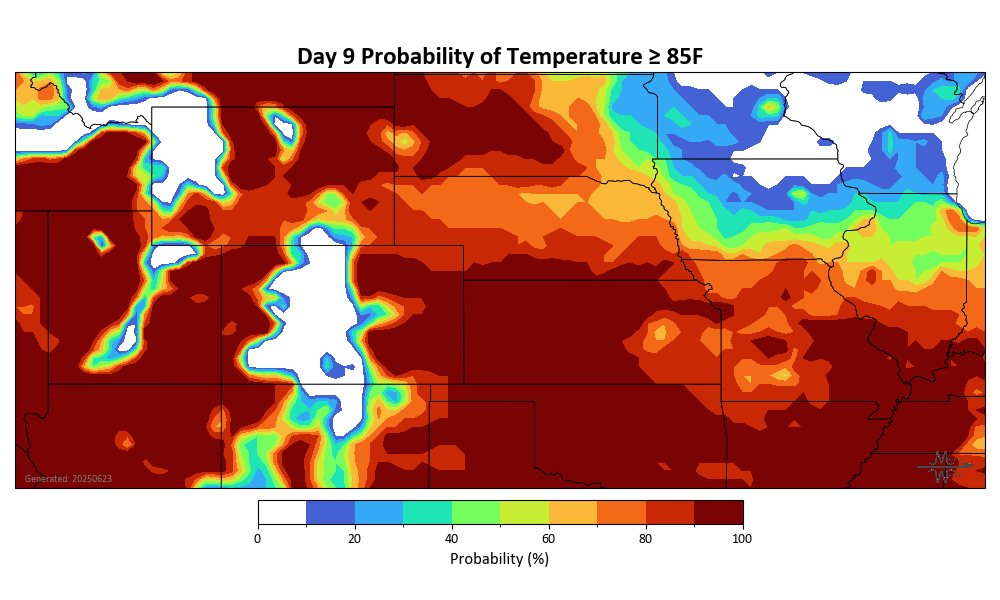 Day 9 Probability of Temperature ≥ 85F
Generated: 20250623
0 20 40 60 80 100
Probability (%)